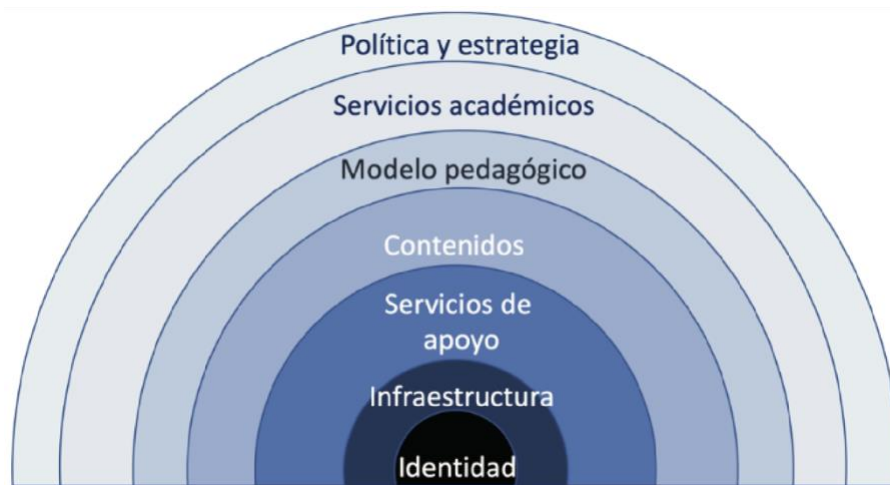 Política y estrategia
Servicios académicos
Modelo pedagógico
Contenidos
Servicios de
apoyo
Infraestructura
Identidad